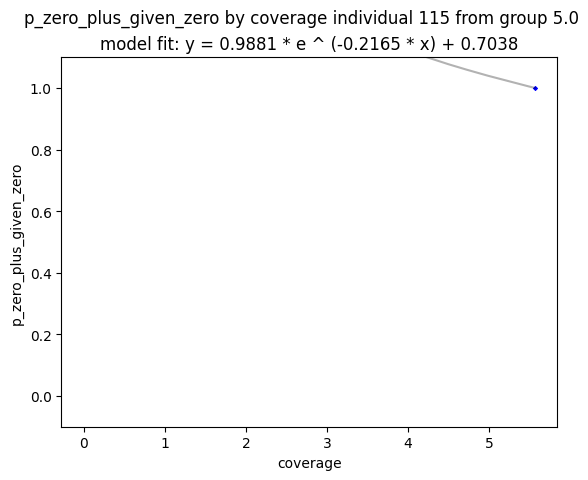 p_zero_plus_given_zero by coverage individual 115 from group 5.0
model fit: y = 0.9881 * e ^ (-0.2165 * x) + 0.7038
1.0
0.8
0.6
0.4
0.2
0.0
p_zero_plus_given_zero
0 1 2 3 4 5
coverage